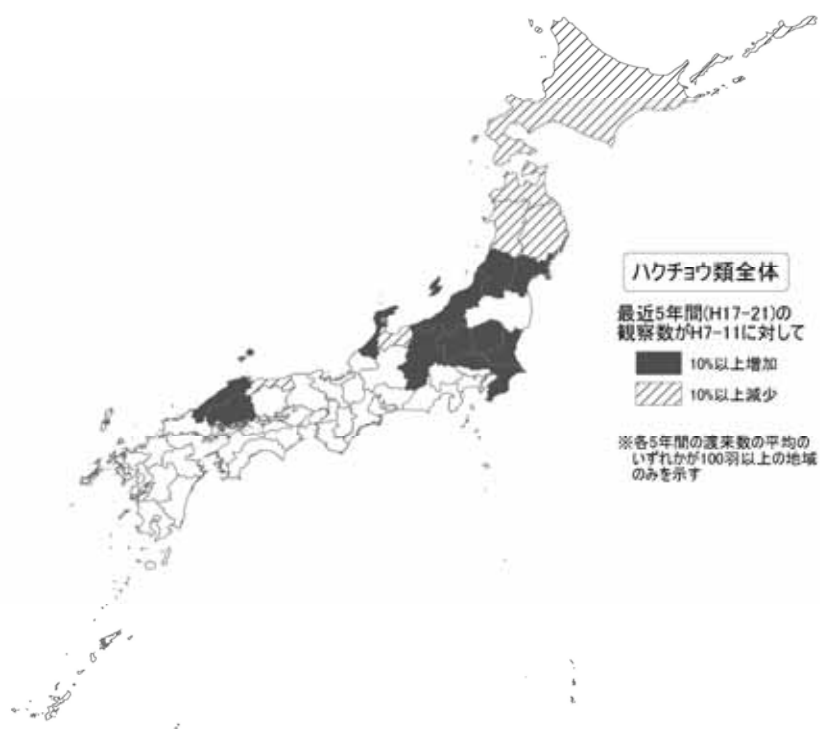 ハクチョウ類全体
最近5年間(H17-21)の
観察数がH7-11に対して
10%以上増加
10%以上減少
※各5年間の渡来数の平均の
いずれかが100羽以上の地域
のみを示す